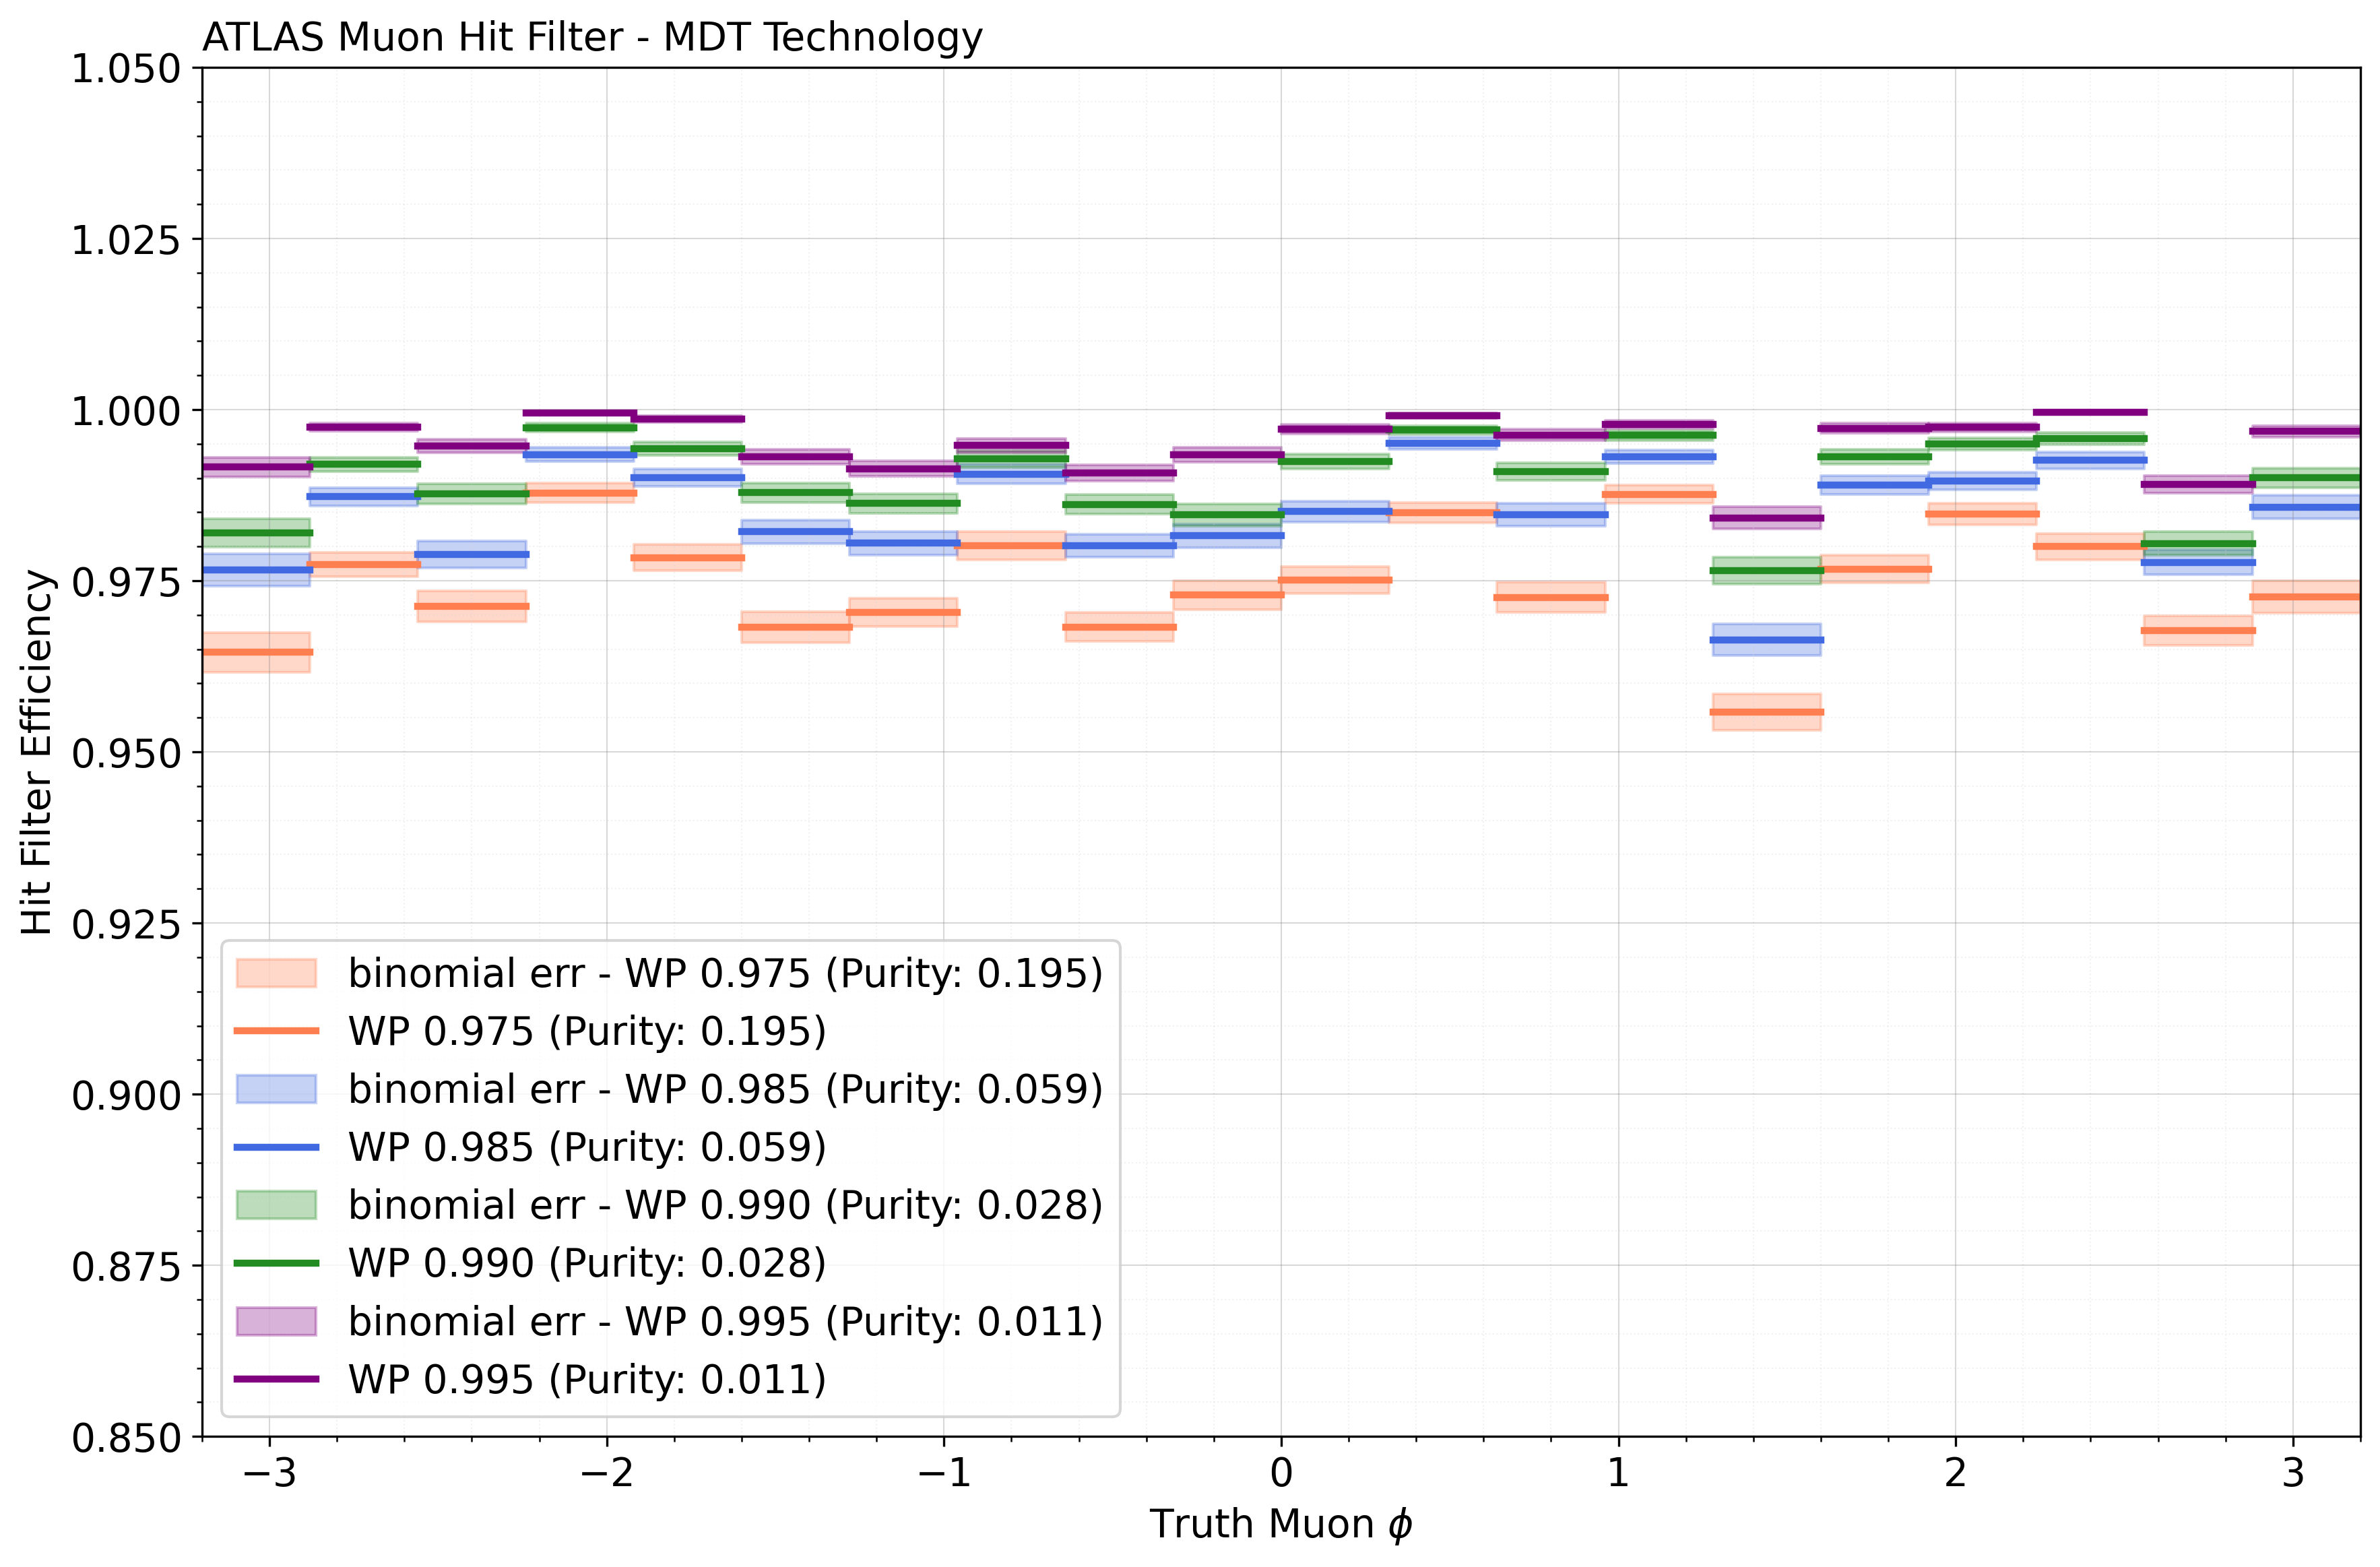 ATLAS Muon Hit Filter - MDT Technology
1.050
1.025
1.000
0.975
0.950
0.925
0.900
0.875
0.850
Hit Filter Efficiency
binomial err - WP 0.975 (Purity: 0.195)
WP 0.975 (Purity: 0.195)
binomial err - WP 0.985 (Purity: 0.059)
WP 0.985 (Purity: 0.059)
binomial err - WP 0.990 (Purity: 0.028)
WP 0.990 (Purity: 0.028)
binomial err - WP 0.995 (Purity: 0.011)
WP 0.995 (Purity: 0.011)
−3 −2 −1 0 1 2 3
Truth Muon ϕ